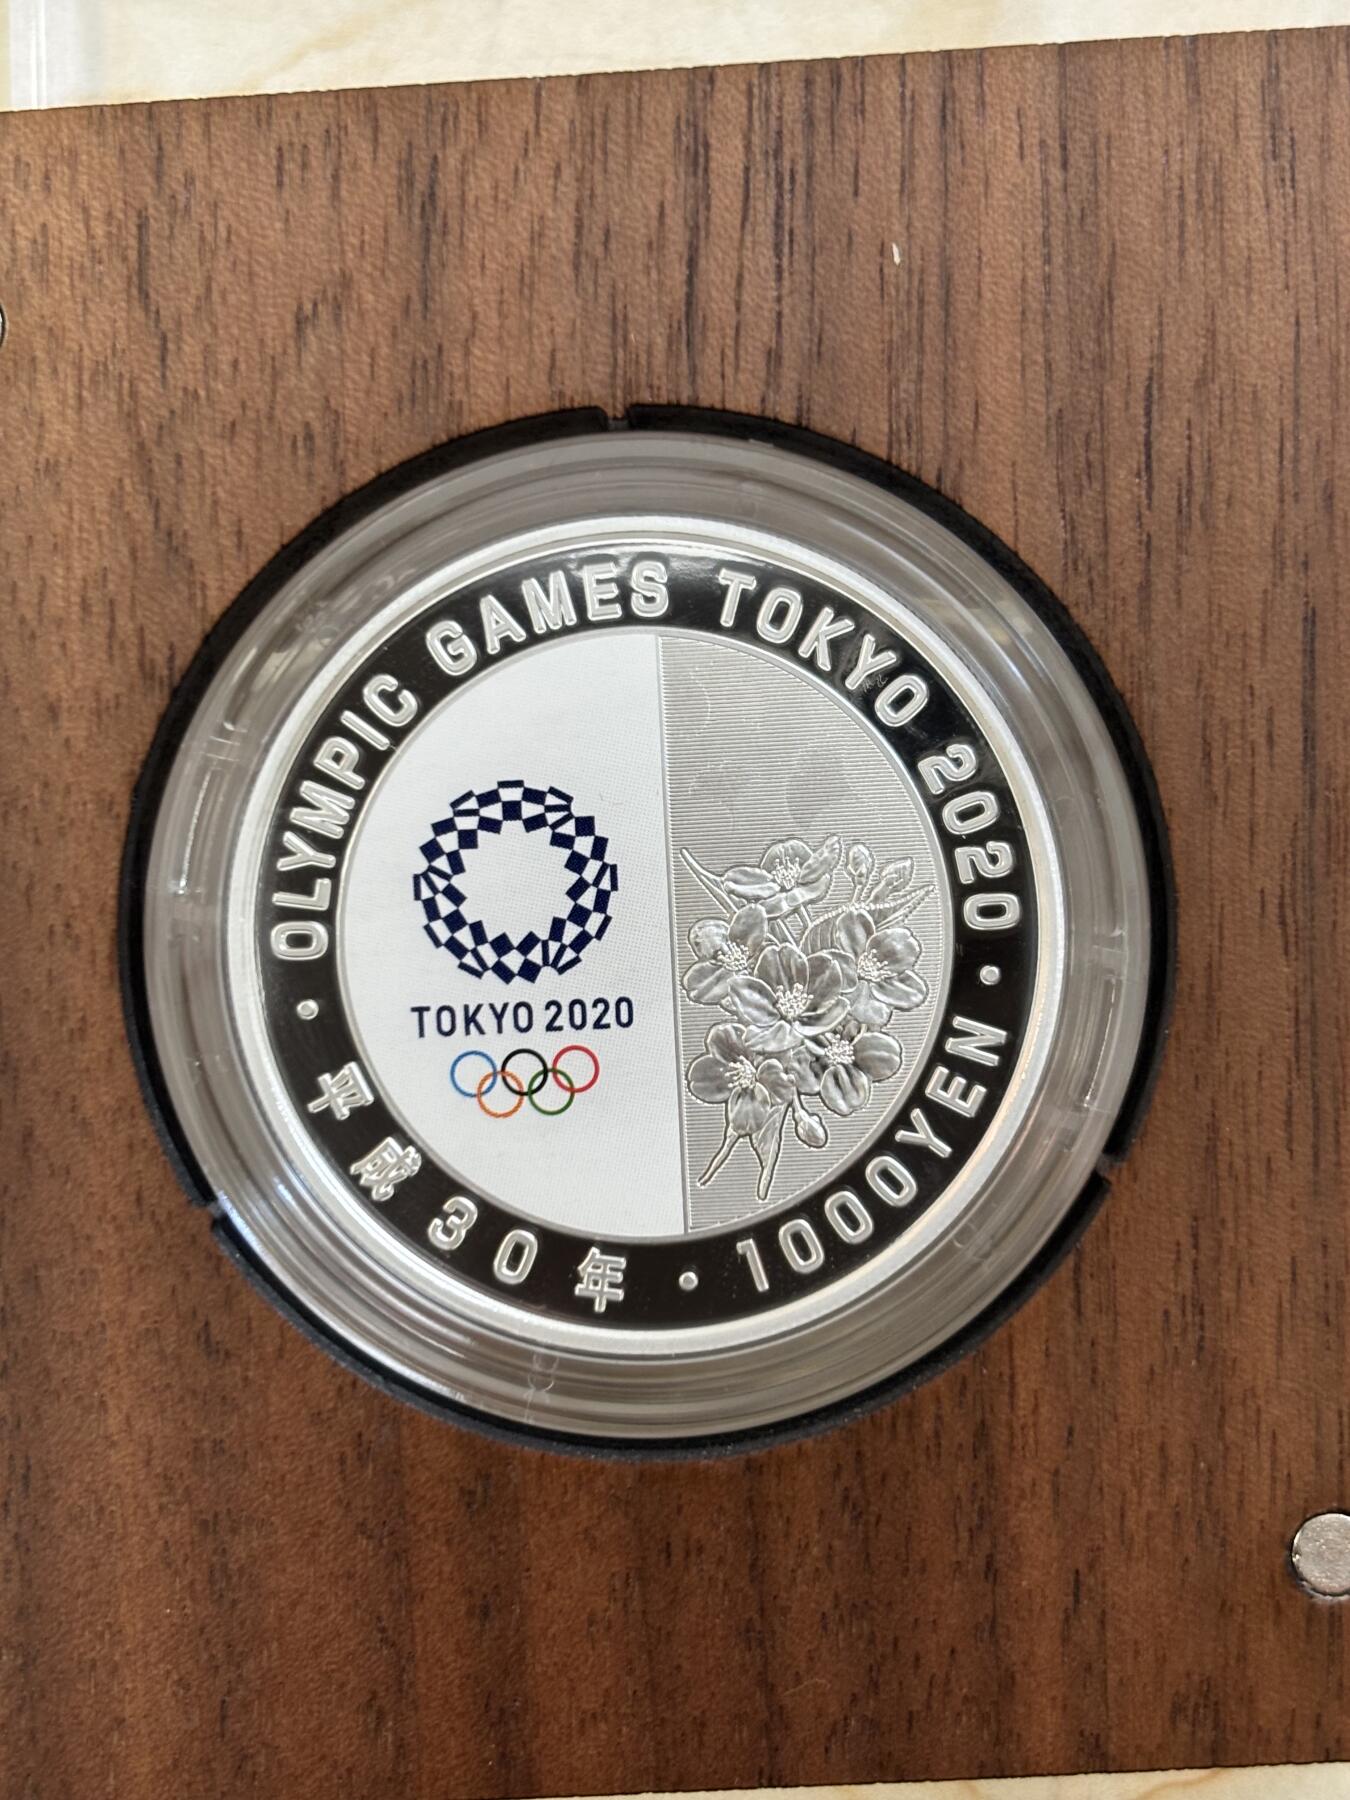 OLYMPIC GAMES TOKYO 2020
TOKYO 2020
平成30年・1000YEN